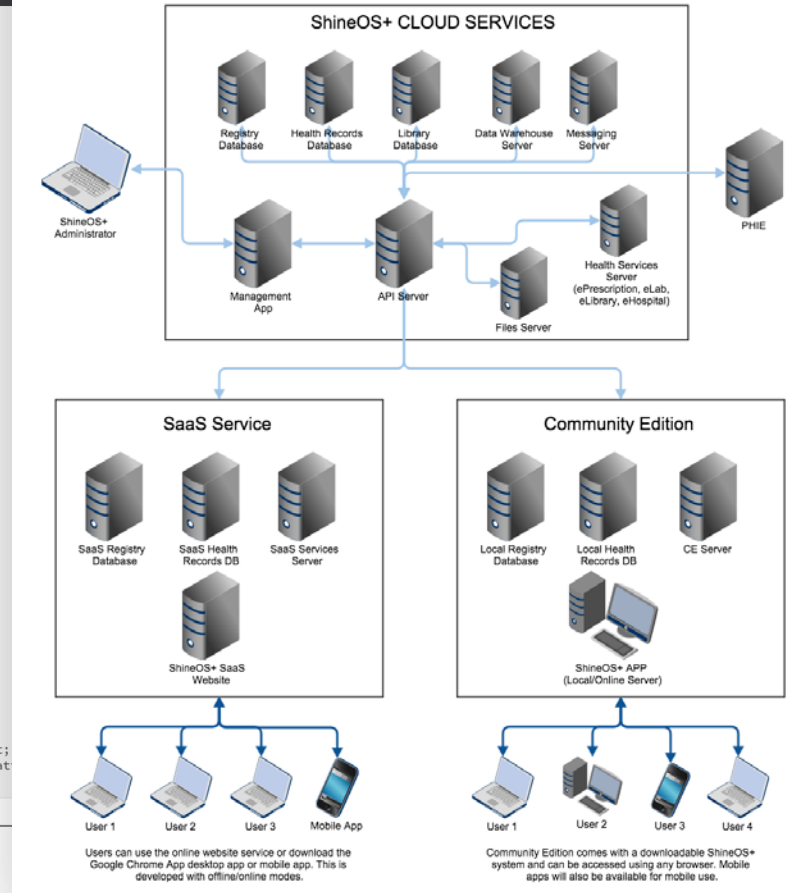 ShineOS+ CLOUD SERVICES
Registry
Database
Health Records
Database
Library
Database
Data Warehouse
Server
Messaging
Server
ShineOS+
Administrator
PHIE
Management
App
API Server
Health Services
Server
(ePrescription, eLab,
eLibrary, eHospital)
Files Server
SaaS Service
SaaS Registry
Database
SaaS Health
Records DB
SaaS Services
Server
ShineOS+ SaaS
Website
Community Edition
Local Registry
Database
Local Health
Records DB
CE Server
ShineOS+ APP
(Local/Online Server)
User 1
User 2
User 3
Mobile App
User 1
User 2
User 3
User 4
Users can use the online website service or download the
Google Chrome App desktop app or mobile app. This is
developed with offline/online modes.
Community Edition comes with a downloadable ShineOS+
system and can be accessed using any browser. Mobile
apps will also be available for mobile use.